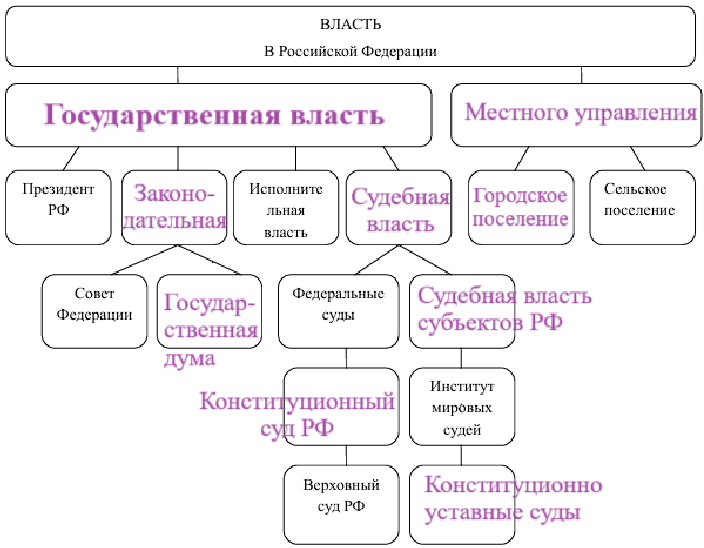 ВЛАСТЬ
В Российской Федерации
Государственная власть
Местного управления
Президент
РФ
Законо-
дательная
Исполните
льная
власть
Судебная
власть
Городское
поселение
Сельское
поселение
Совет
Федерации
Государ-
ственная
дума
Федеральные
суды
Судебная власть
субъектов РФ
Конституционный
суд РФ
Институт
мировых
судей
Верховный
суд РФ
Конституционно
уставные суды